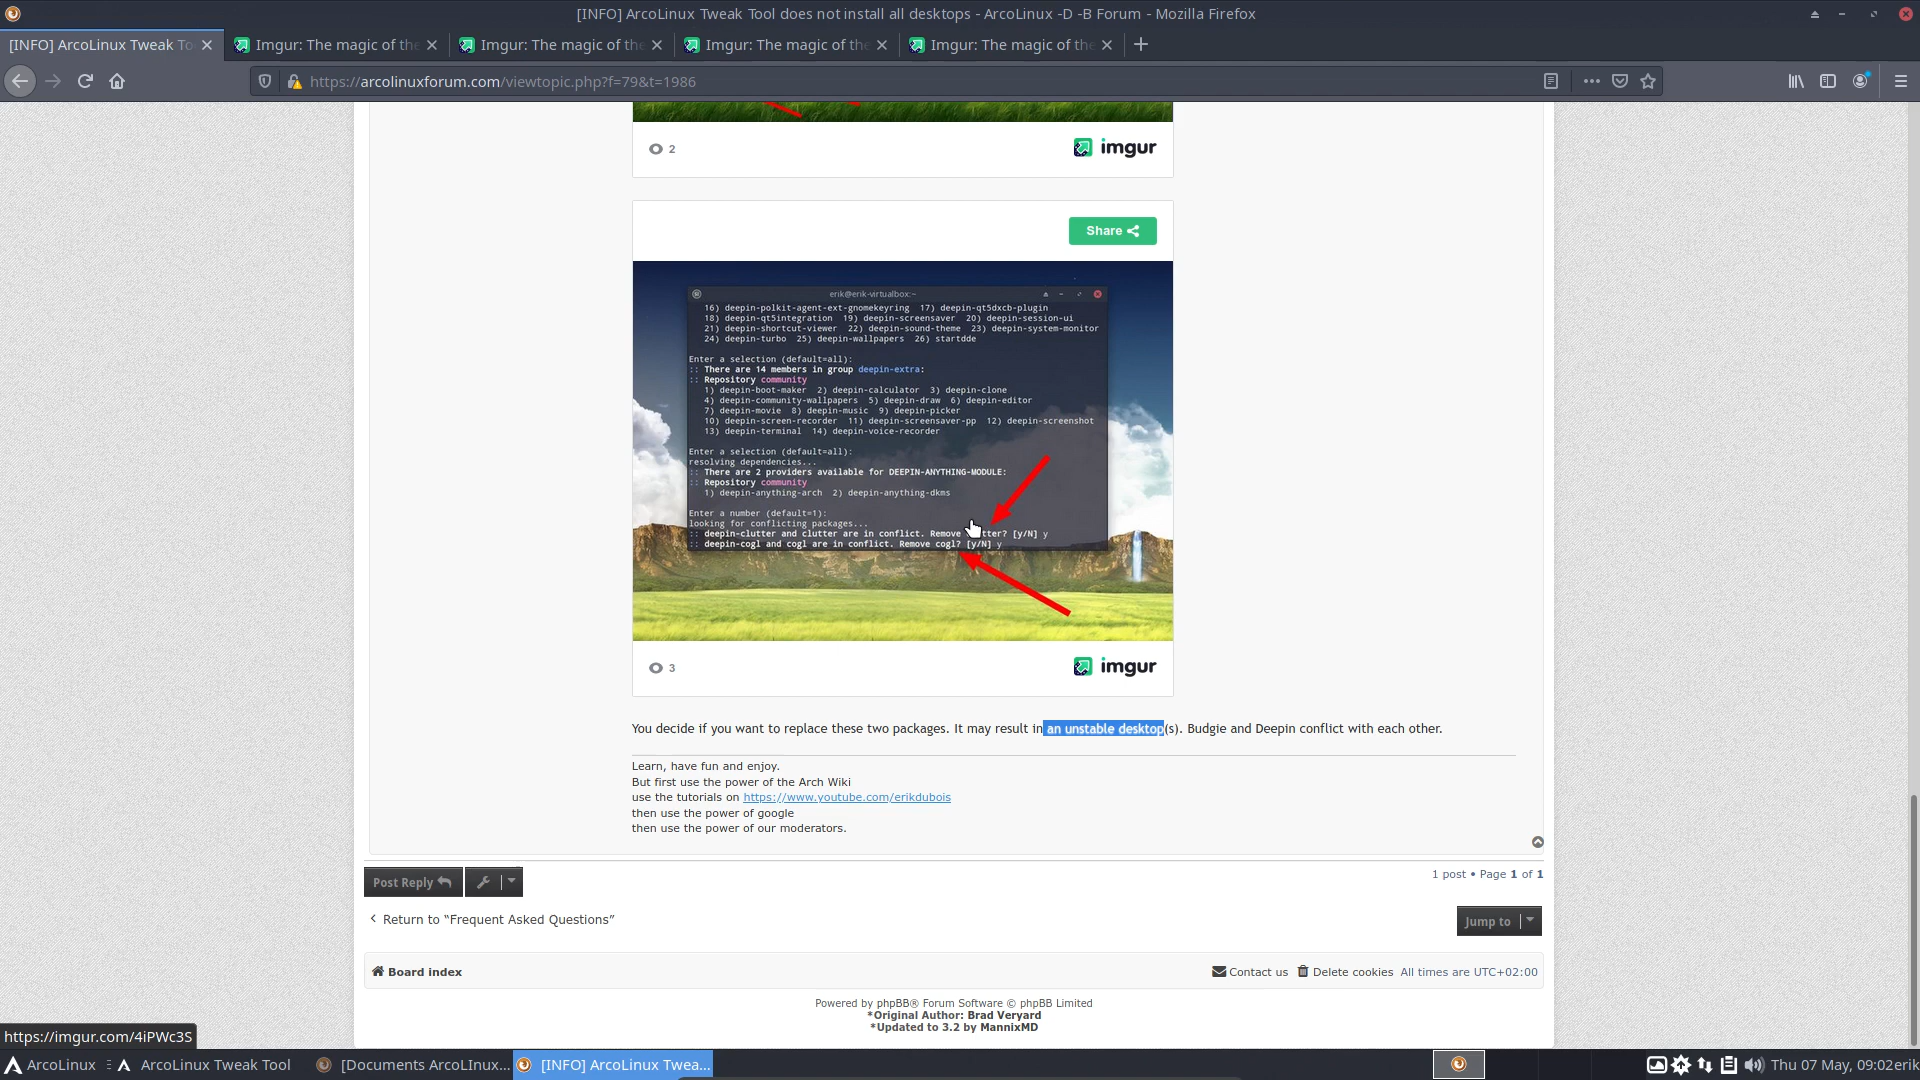 [INFO] ArcoLinux Tweak Tool does not install all desktops - ArcoLinux -D -B Forum - Mozilla Firefox
[INFO] ArcoLinux Tweak To
Imgur: The magic of the
Imgur: The magic of the
Imgur: The magic of the
Imgur: The magic of the
https://arcolinuxforum.com/viewtopic.php?f=79&t=1986
2
imgur
Share
erik@erik-virtualbox:~
16) deepin-polkit-agent-ext-gnomekeyring 17) deepin-qt5dxcb-plugin
18) deepin-qt5integration 19) deepin-screensaver 20) deepin-session-ui
21) deepin-shortcut-viewer 22) deepin-sound-theme 23) deepin-system-monitor
24) deepin-turbo 25) deepin-wallpapers 26) startdde
Enter a selection (default=all):
:: There are 14 members in group deepin-extra:
:: Repository community
1) deepin-boot-maker 2) deepin-calculator 3) deepin-clone
4) deepin-community-wallpapers 5) deepin-draw 6) deepin-editor
7) deepin-movie 8) deepin-music 9) deepin-picker
10) deepin-screen-recorder 11) deepin-screensaver-pp 12) deepin-screenshot
13) deepin-terminal 14) deepin-voice-recorder
Enter a selection (default=all):
resolving dependencies...
:: There are 2 providers available for DEEPIN-ANYTHING-MODULE:
:: Repository community
1) deepin-anything-arch 2) deepin-anything-dkms
Enter a number (default=1):
looking for conflicting packages...
:: deepin-clutter and clutter are in conflict. Remove tter? [y/N] y
:: deepin-cogl and cogl are in conflict. Remove cogl? [y/N] y
3
imgur
You decide if you want to replace these two packages. It may result in an unstable desktop(s). Budgie and Deepin conflict with each other.
Learn, have fun and enjoy.
But first use the power of the Arch Wiki
use the tutorials on https://www.youtube.com/erikdubois
then use the power of google
then use the power of our moderators.
Post Reply
1 post • Page 1 of 1
Return to “Frequent Asked Questions”
Jump to
Board index
Contact us
Delete cookies
All times are UTC+02:00
Powered by phpBB® Forum Software © phpBB Limited
*Original Author: Brad Veryard
*Updated to 3.2 by MannixMD
https://imgur.com/4iPWc3S
ArcoLinux
ArcoLinux Tweak Tool
[Documents ArcoLInux...
[INFO] ArcoLinux Twea...
Thu 07 May, 09:02erik